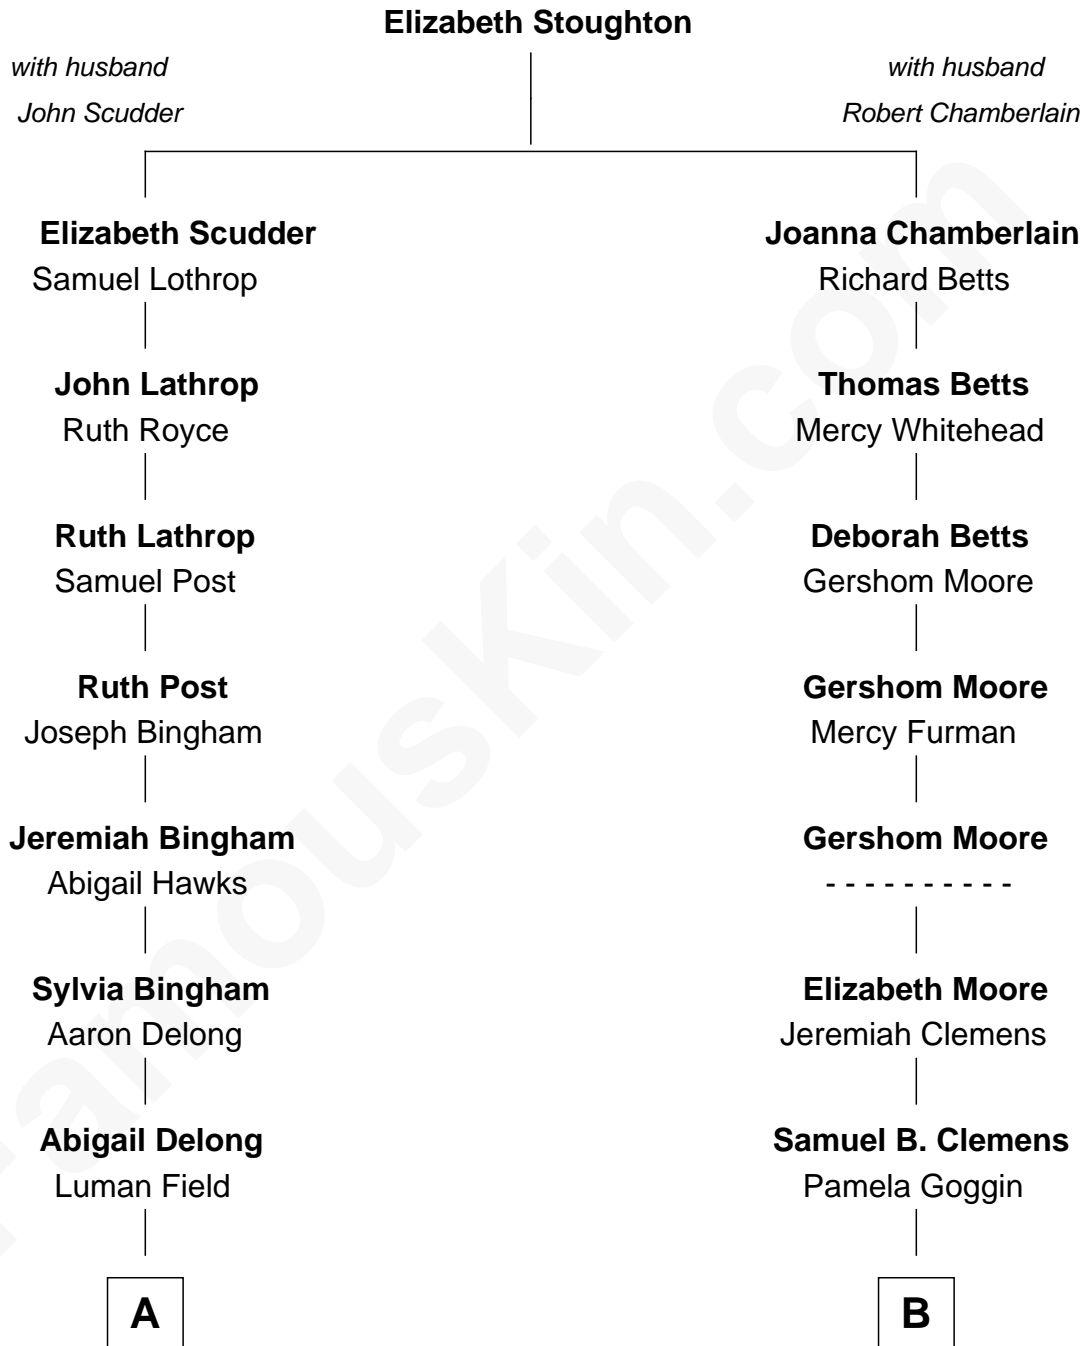 Elizabeth Stoughton
with husband
John Scudder
with husband
Robert Chamberlain
Elizabeth Scudder
Samuel Lothrop
Joanna Chamberlain
Richard Betts
John Lathrop
Ruth Royce
Thomas Betts
Mercy Whitehead
Ruth Lathrop
Samuel Post
Deborah Betts
Gershom Moore
Ruth Post
Joseph Bingham
Gershom Moore
Mercy Furman
Jeremiah Bingham
Abigail Hawks
Gershom Moore
- - - - - - - - - -
Sylvia Bingham
Aaron Delong
Elizabeth Moore
Jeremiah Clemens
Abigail Delong
Luman Field
Samuel B. Clemens
Pamela Goggin
A
B
FamousKin.com